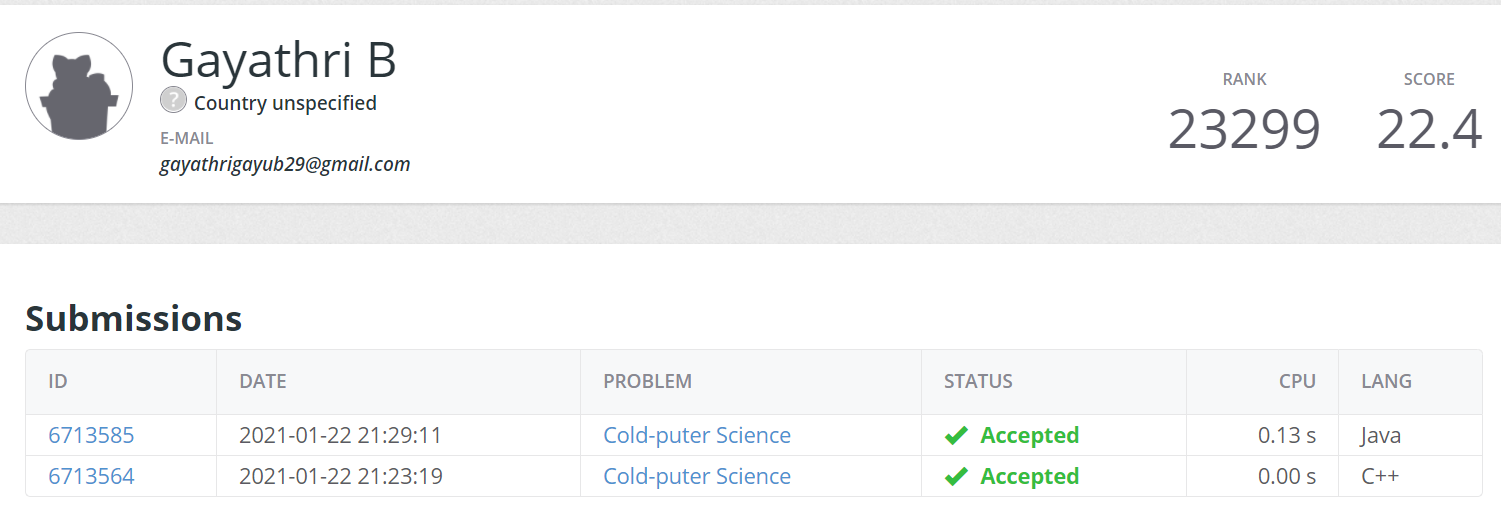 Gayathri B
? Country unspecified
E-MAIL
gayathrigayub29@gmail.com
RANK SCORE
23299 22.4
Submissions
ID DATE PROBLEM STATUS CPU LANG
6713585 2021-01-22 21:29:11 Cold-puter Science Accepted 0.13 s Java
6713564 2021-01-22 21:23:19 Cold-puter Science Accepted 0.00 s C++